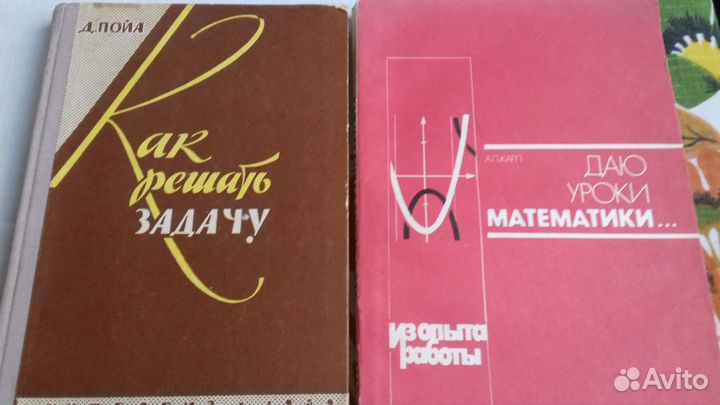 Д. ПОЙА
Как
решать
ЗАДАЧУ
А.П.КАРП
ДАЮ
УРОКИ
МАТЕМАТИКИ...
Из опыта
работы
Avito